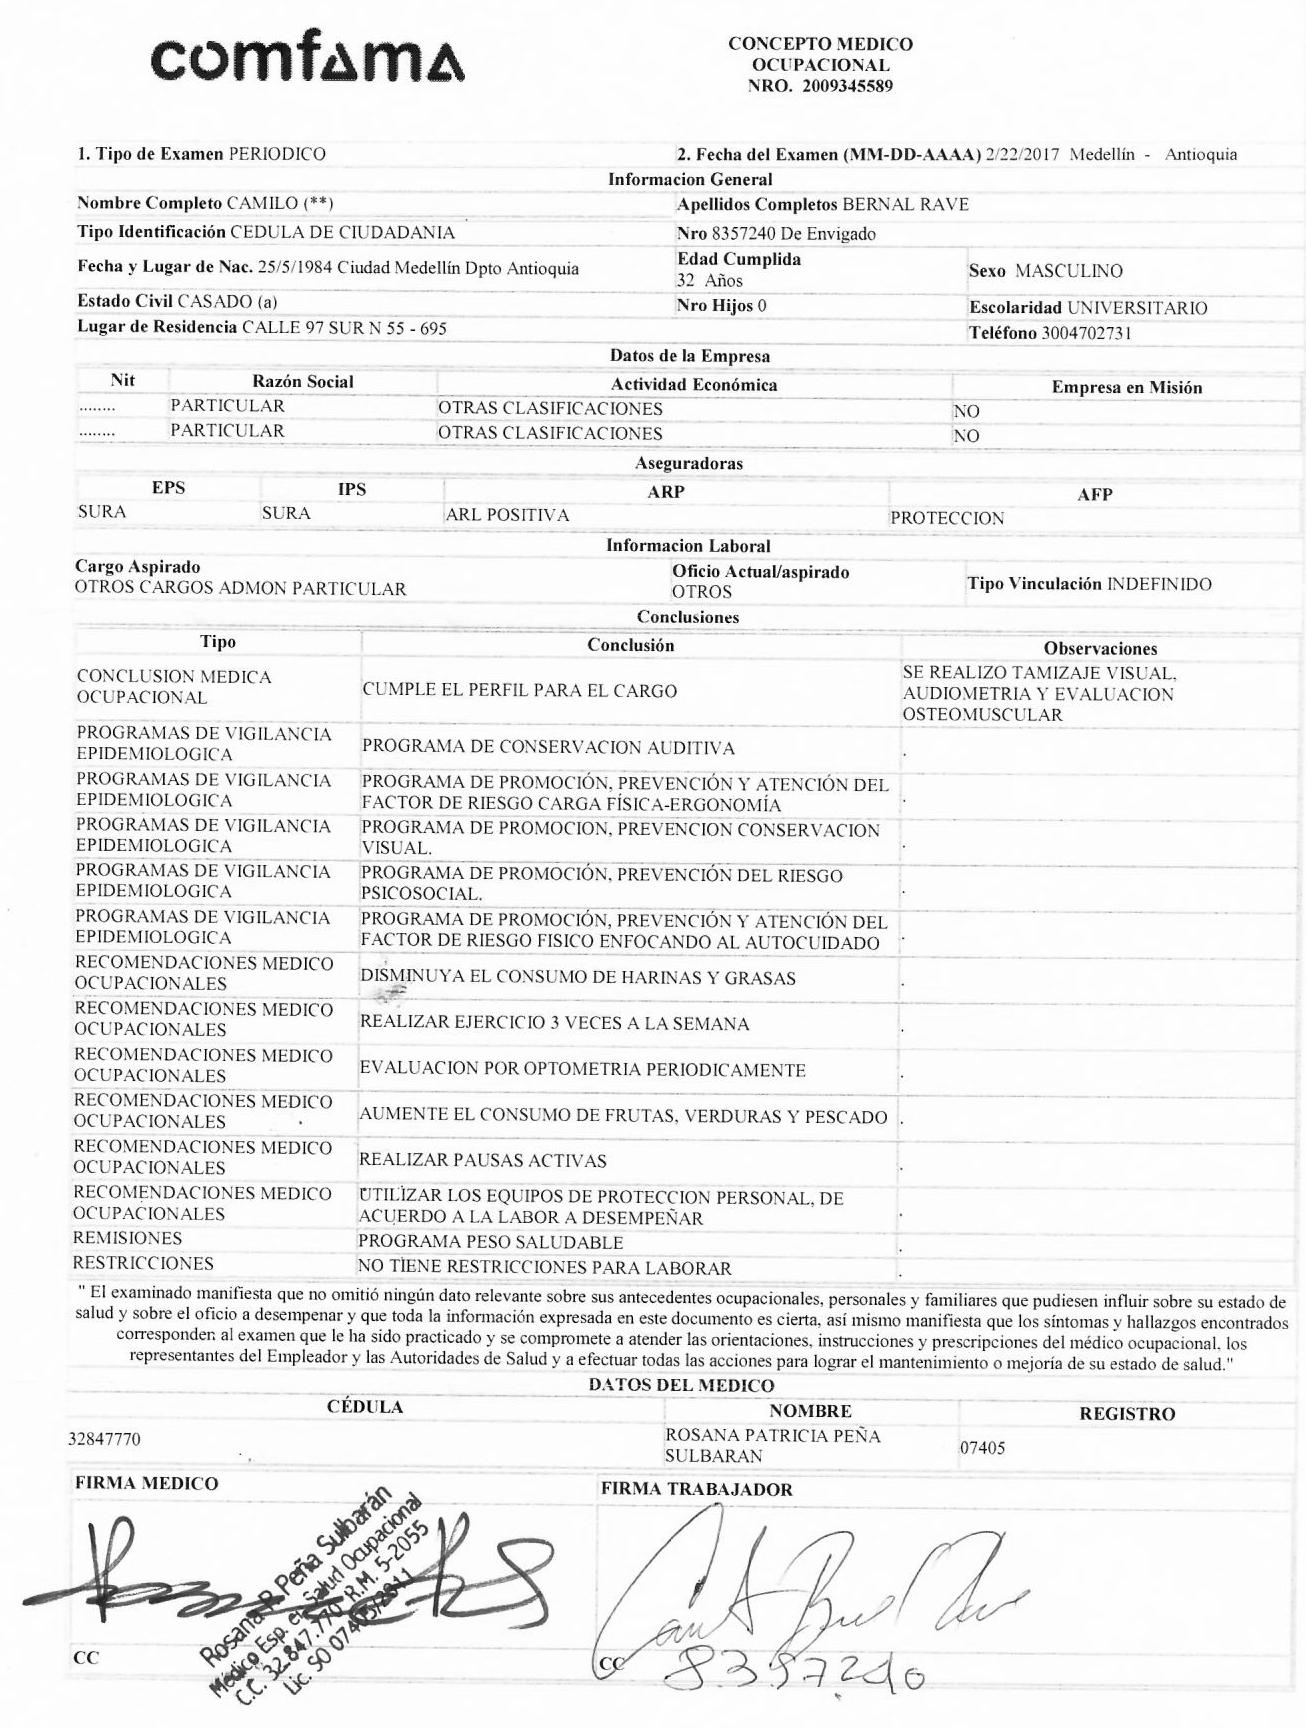 comfama
CONCEPTO MEDICO
OCUPACIONAL
NRO. 2009345589
1. Tipo de Examen PERIODICO 2. Fecha del Examen (MM-DD-AAAA) 2/22/2017 Medellín - Antioquia
Informacion General
Nombre Completo CAMILO (**) Apellidos Completos BERNAL RAVE
Tipo Identificación CEDULA DE CIUDADANIA Nro 8357240 De Envigado
Fecha y Lugar de Nac. 25/5/1984 Ciudad Medellín Dpto Antioquia Edad Cumplida
32 Años Sexo MASCULINO
Estado Civil CASADO (a) Nro Hijos 0 Escolaridad UNIVERSITARIO
Lugar de Residencia CALLE 97 SUR N 55 - 695 Teléfono 3004702731
Datos de la Empresa
Nit Razón Social Actividad Económica Empresa en Misión
........ PARTICULAR OTRAS CLASIFICACIONES NO
........ PARTICULAR OTRAS CLASIFICACIONES NO
Aseguradoras
EPS IPS ARP AFP
SURA SURA ARL POSITIVA PROTECCION
Informacion Laboral
Cargo Aspirado Oficio Actual/aspirado Tipo Vinculación INDEFINIDO
OTROS CARGOS ADMON PARTICULAR OTROS
Conclusiones
Tipo Conclusión Observaciones
CONCLUSION MEDICA
OCUPACIONAL CUMPLE EL PERFIL PARA EL CARGO SE REALIZO TAMIZAJE VISUAL,
AUDIOMETRIA Y EVALUACION
OSTEOMUSCULAR
PROGRAMAS DE VIGILANCIA
EPIDEMIOLOGICA PROGRAMA DE CONSERVACION AUDITIVA .
PROGRAMAS DE VIGILANCIA
EPIDEMIOLOGICA PROGRAMA DE PROMOCIÓN, PREVENCIÓN Y ATENCIÓN DEL
FACTOR DE RIESGO CARGA FÍSICA-ERGONOMÍA .
PROGRAMAS DE VIGILANCIA
EPIDEMIOLOGICA PROGRAMA DE PROMOCION, PREVENCION CONSERVACION
VISUAL. .
PROGRAMAS DE VIGILANCIA
EPIDEMIOLOGICA PROGRAMA DE PROMOCIÓN, PREVENCIÓN DEL RIESGO
PSICOSOCIAL. .
PROGRAMAS DE VIGILANCIA
EPIDEMIOLOGICA PROGRAMA DE PROMOCIÓN, PREVENCIÓN Y ATENCIÓN DEL
FACTOR DE RIESGO FISICO ENFOCANDO AL AUTOCUIDADO .
RECOMENDACIONES MEDICO
OCUPACIONALES DISMINUYA EL CONSUMO DE HARINAS Y GRASAS .
RECOMENDACIONES MEDICO
OCUPACIONALES REALIZAR EJERCICIO 3 VECES A LA SEMANA .
RECOMENDACIONES MEDICO
OCUPACIONALES EVALUACION POR OPTOMETRIA PERIODICAMENTE .
RECOMENDACIONES MEDICO
OCUPACIONALES AUMENTE EL CONSUMO DE FRUTAS, VERDURAS Y PESCADO .
RECOMENDACIONES MEDICO
OCUPACIONALES REALIZAR PAUSAS ACTIVAS .
RECOMENDACIONES MEDICO
OCUPACIONALES UTILIZAR LOS EQUIPOS DE PROTECCION PERSONAL, DE
ACUERDO A LA LABOR A DESEMPEÑAR .
REMISIONES PROGRAMA PESO SALUDABLE .
RESTRICCIONES NO TIENE RESTRICCIONES PARA LABORAR .
" El examinado manifiesta que no omitió ningún dato relevante sobre sus antecedentes ocupacionales, personales y familiares que pudiesen influir sobre su estado de
salud y sobre el oficio a desempenar y que toda la información expresada en este documento es cierta, así mismo manifiesta que los síntomas y hallazgos encontrados
corresponden al examen que le ha sido practicado y se compromete a atender las orientaciones, instrucciones y prescripciones del médico ocupacional, los
representantes del Empleador y las Autoridades de Salud y a efectuar todas las acciones para lograr el mantenimiento o mejoría de su estado de salud."
DATOS DEL MEDICO
CÉDULA NOMBRE REGISTRO
32847770 ROSANA PATRICIA PEÑA
SULBARAN 07405
FIRMA MEDICO FIRMA TRABAJADOR
Rosana P. Peña Sulbarán
Médico Esp. en Salud Ocupacional
C.C. 32.847.770 R.M. 5-2055
Lic. SO 07405/2011
CC
CC 8357240